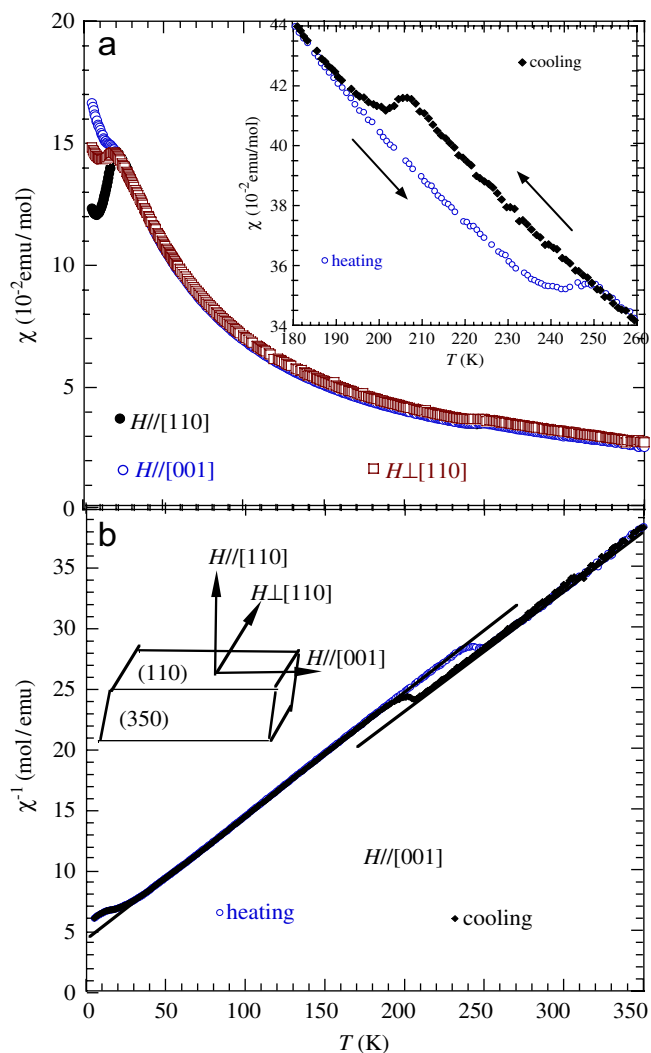 a
20
15
10
5
0
χ (10⁻²emu/mol)
44
42
40
38
36
34
χ (10⁻²emu/mol)
cooling
heating
180 190 200 210 220 230 240 250 260
T (K)
H//[110]
H//[001]
H⊥[110]
b
35
30
25
20
15
10
5
0
χ⁻¹ (mol/emu)
H//[110]
H⊥[110]
H//[001]
(110)
(350)
H//[001]
heating
cooling
0 50 100 150 200 250 300 350
T (K)